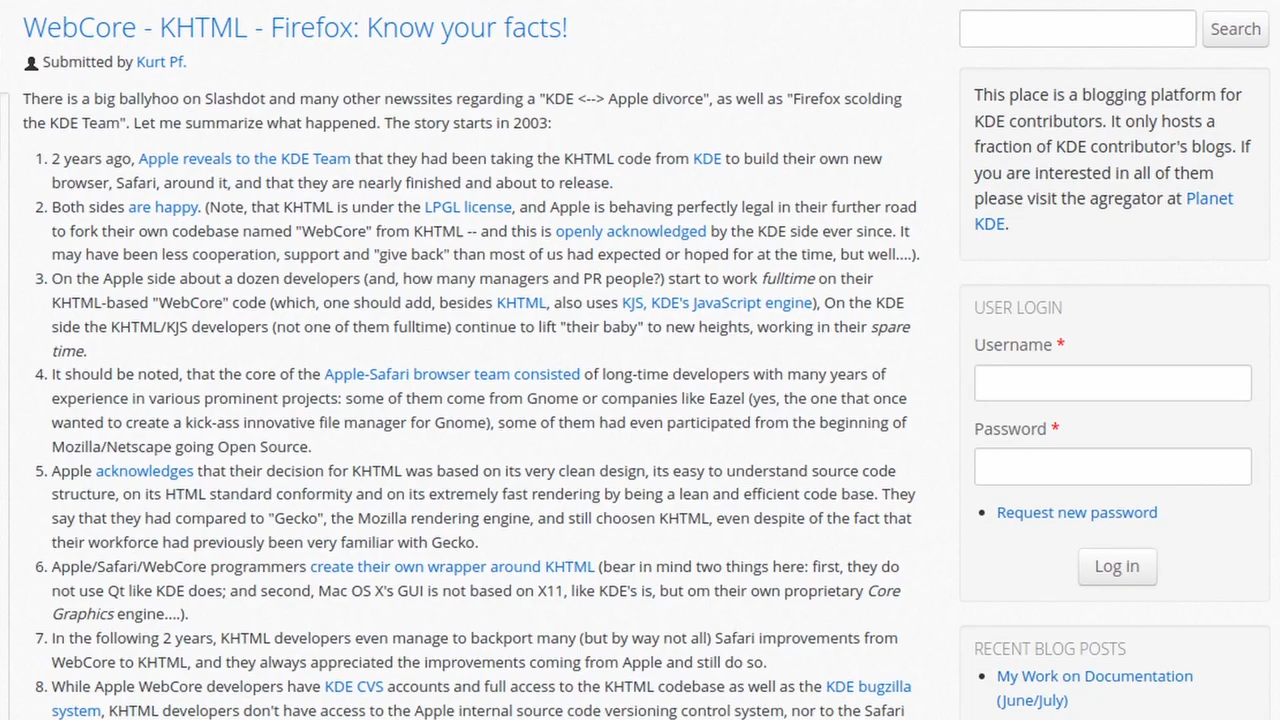 WebCore - KHTML - Firefox: Know your facts!
Submitted by Kurt Pf.
There is a big ballyhoo on Slashdot and many other newssites regarding a "KDE <--> Apple divorce", as well as "Firefox scolding
the KDE Team". Let me summarize what happened. The story starts in 2003:
1. 2 years ago, Apple reveals to the KDE Team that they had been taking the KHTML code from KDE to build their own new
browser, Safari, around it, and that they are nearly finished and about to release.
2. Both sides are happy. (Note, that KHTML is under the LPGL license, and Apple is behaving perfectly legal in their further road
to fork their own codebase named "WebCore" from KHTML -- and this is openly acknowledged by the KDE side ever since. It
may have been less cooperation, support and "give back" than most of us had expected or hoped for at the time, but well....).
3. On the Apple side about a dozen developers (and, how many managers and PR people?) start to work fulltime on their
KHTML-based "WebCore" code (which, one should add, besides KHTML, also uses KJS, KDE's JavaScript engine), On the KDE
side the KHTML/KJS developers (not one of them fulltime) continue to lift "their baby" to new heights, working in their spare
time.
4. It should be noted, that the core of the Apple-Safari browser team consisted of long-time developers with many years of
experience in various prominent projects: some of them come from Gnome or companies like Eazel (yes, the one that once
wanted to create a kick-ass innovative file manager for Gnome), some of them had even participated from the beginning of
Mozilla/Netscape going Open Source.
5. Apple acknowledges that their decision for KHTML was based on its very clean design, its easy to understand source code
structure, on its HTML standard conformity and on its extremely fast rendering by being a lean and efficient code base. They
say that they had compared to "Gecko", the Mozilla rendering engine, and still choosen KHTML, even despite of the fact that
their workforce had previously been very familiar with Gecko.
6. Apple/Safari/WebCore programmers create their own wrapper around KHTML (bear in mind two things here: first, they do
not use Qt like KDE does; and second, Mac OS X's GUI is not based on X11, like KDE's is, but om their own proprietary Core
Graphics engine....).
7. In the following 2 years, KHTML developers even manage to backport many (but by way not all) Safari improvements from
WebCore to KHTML, and they always appreciated the improvements coming from Apple and still do so.
8. While Apple WebCore developers have KDE CVS accounts and full access to the KHTML codebase as well as the KDE bugzilla
system, KHTML developers don't have access to the Apple internal source code versioning control system, nor to the Safari
Search
This place is a blogging platform for
KDE contributors. It only hosts a
fraction of KDE contributor's blogs. If
you are interested in all of them
please visit the agregator at Planet
KDE.
USER LOGIN
Username *
Password *
Request new password
Log in
RECENT BLOG POSTS
My Work on Documentation
(June/July)